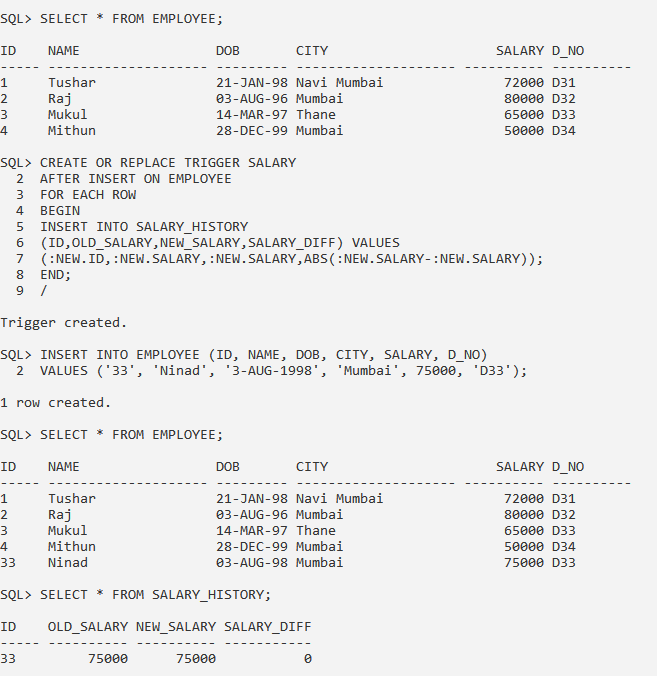 SQL> SELECT * FROM EMPLOYEE;
ID    NAME                 DOB       CITY                     SALARY D_NO
----- -------------------- --------- -------------------- ---------- ----------
1     Tushar               21-JAN-98 Navi Mumbai               72000 D31
2     Raj                  03-AUG-96 Mumbai                    80000 D32
3     Mukul                14-MAR-97 Thane                     65000 D33
4     Mithun               28-DEC-99 Mumbai                    50000 D34
SQL> CREATE OR REPLACE TRIGGER SALARY
  2  AFTER INSERT ON EMPLOYEE
  3  FOR EACH ROW
  4  BEGIN
  5  INSERT INTO SALARY_HISTORY
  6  (ID,OLD_SALARY,NEW_SALARY,SALARY_DIFF) VALUES
  7  (:NEW.ID,:NEW.SALARY,:NEW.SALARY,ABS(:NEW.SALARY-:NEW.SALARY));
  8  END;
  9  /
Trigger created.
SQL> INSERT INTO EMPLOYEE (ID, NAME, DOB, CITY, SALARY, D_NO)
  2  VALUES ('33', 'Ninad', '3-AUG-1998', 'Mumbai', 75000, 'D33');
1 row created.
SQL> SELECT * FROM EMPLOYEE;
ID    NAME                 DOB       CITY                     SALARY D_NO
----- -------------------- --------- -------------------- ---------- ----------
1     Tushar               21-JAN-98 Navi Mumbai               72000 D31
2     Raj                  03-AUG-96 Mumbai                    80000 D32
3     Mukul                14-MAR-97 Thane                     65000 D33
4     Mithun               28-DEC-99 Mumbai                    50000 D34
33    Ninad                03-AUG-98 Mumbai                    75000 D33
SQL> SELECT * FROM SALARY_HISTORY;
ID    OLD_SALARY NEW_SALARY SALARY_DIFF
----- ---------- ---------- -----------
33         75000      75000           0